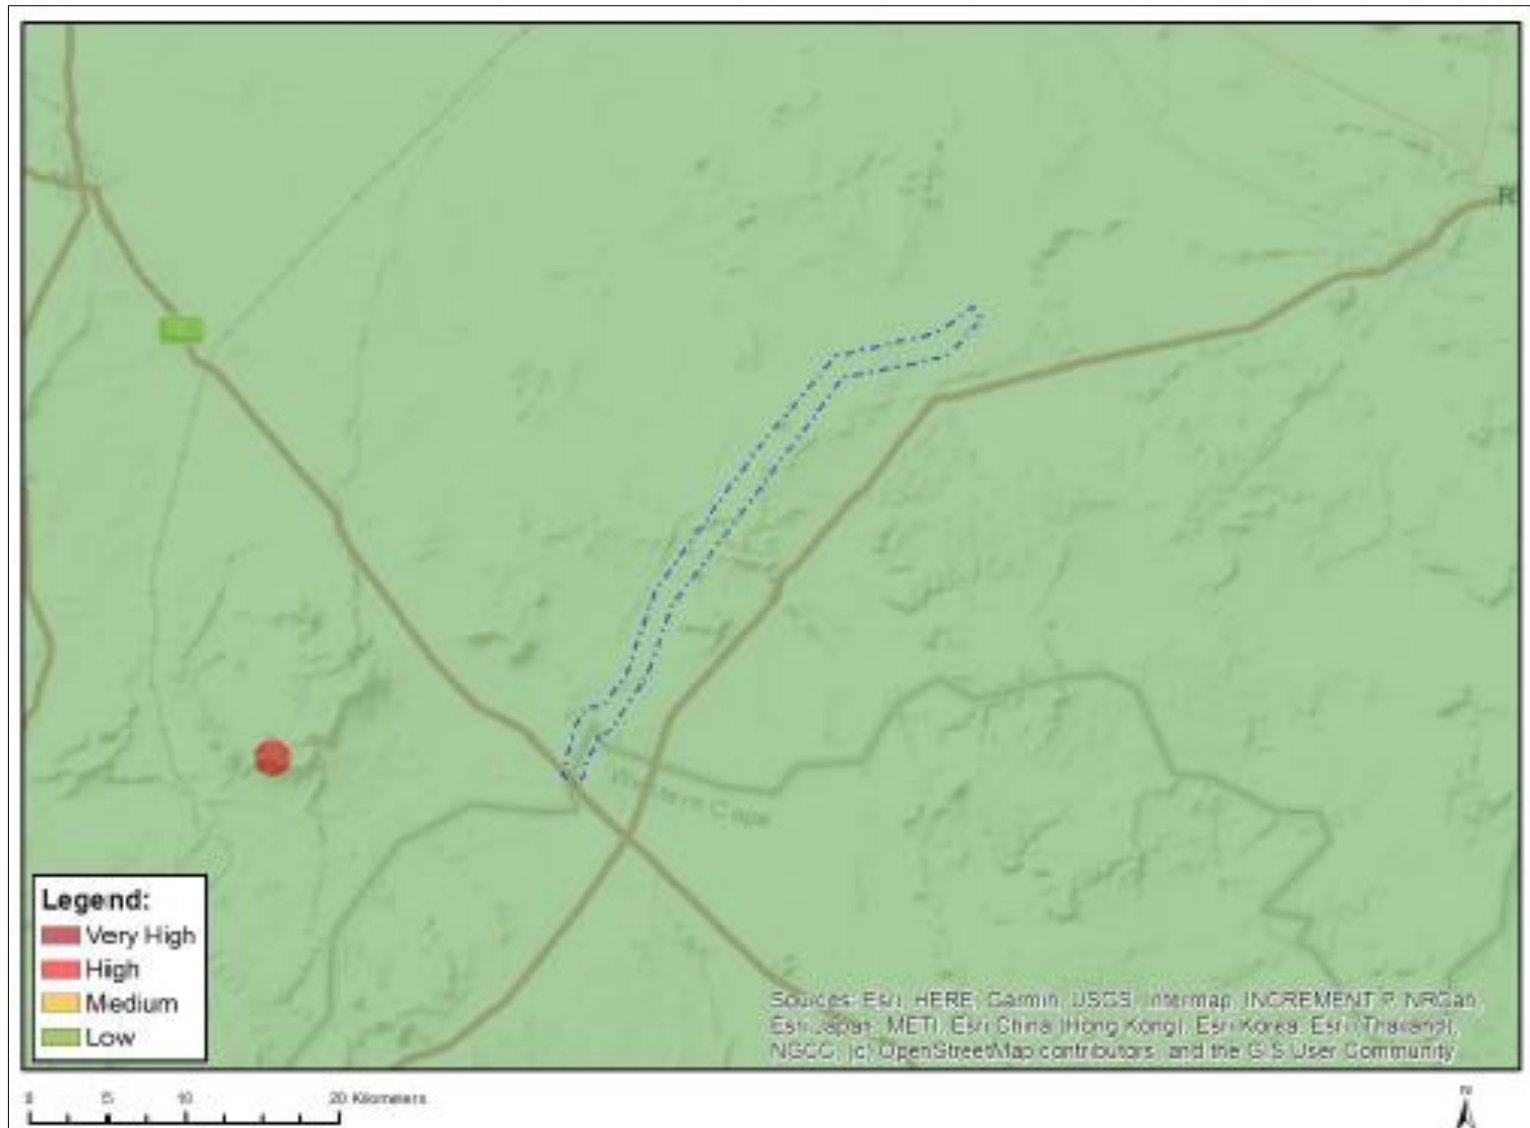 R
Western Cape
Legend:
Very High
High
Medium
Low
Sources: Esri, HERE, Garmin, USGS, Intermap, INCREMENT P, NRCan,
Esri Japan, METI, Esri China (Hong Kong), Esri Korea, Esri (Thailand),
NGCC, (c) OpenStreetMap contributors, and the GIS User Community
0 5 10 20 Kilometers
N